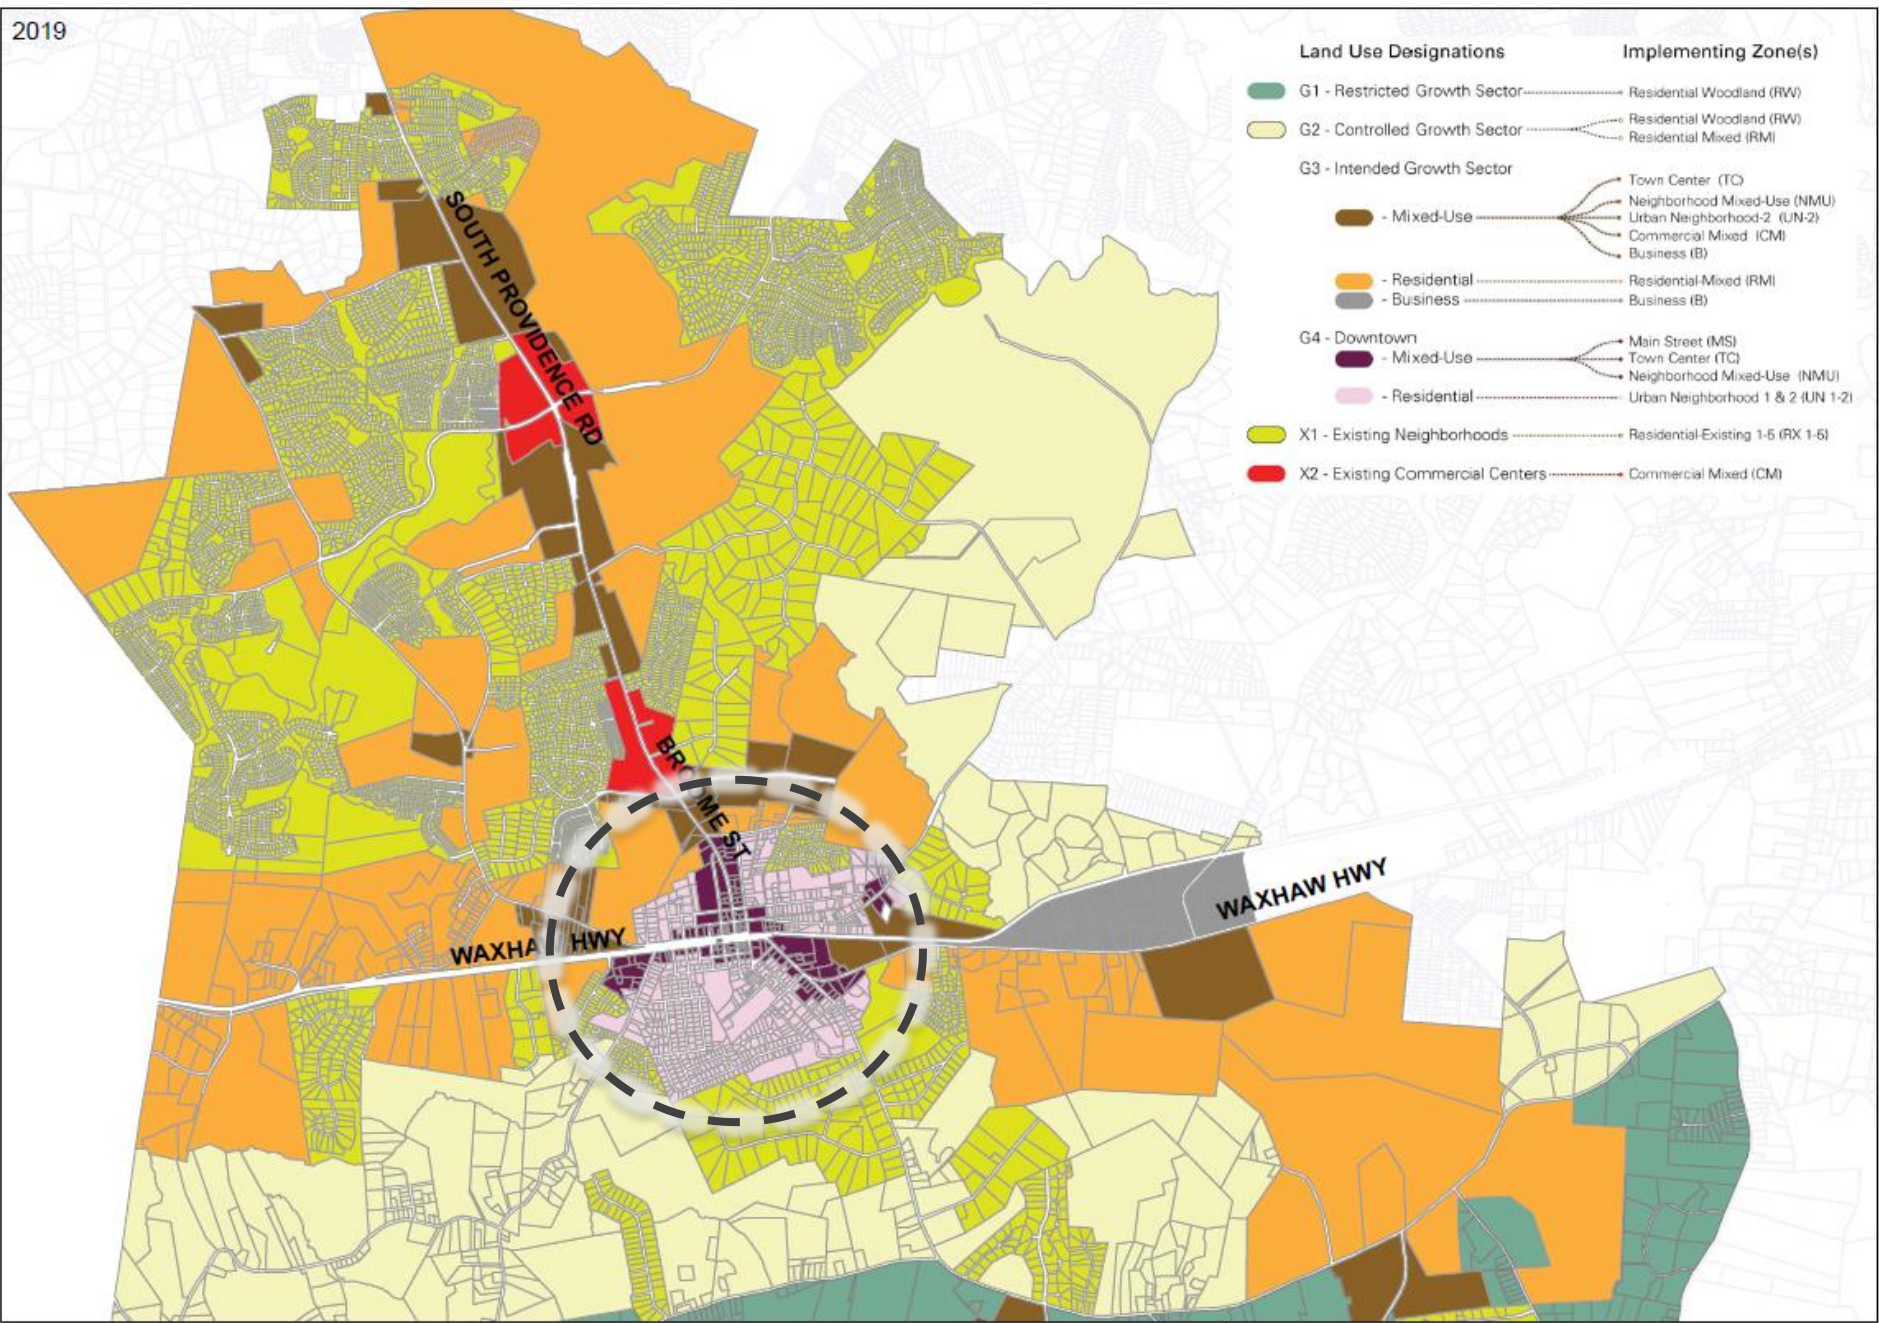 2019
Land Use Designations Implementing Zone(s)
G1 - Restricted Growth Sector Residential Woodland (RW)
G2 - Controlled Growth Sector Residential Woodland (RW)
Residential Mixed (RM)
G3 - Intended Growth Sector
- Mixed-Use Town Center (TC)
Neighborhood Mixed-Use (NMU)
Urban Neighborhood-2 (UN-2)
Commercial Mixed (CM)
Business (B)
- Residential Residential-Mixed (RM)
- Business Business (B)
G4 - Downtown
- Mixed-Use Main Street (MS)
Town Center (TC)
Neighborhood Mixed-Use (NMU)
- Residential Urban Neighborhood 1 & 2 (UN 1-2)
X1 - Existing Neighborhoods Residential-Existing 1-5 (RX 1-5)
X2 - Existing Commercial Centers Commercial Mixed (CM)
SOUTH PROVIDENCE RD
BROOME ST
WAXHAW HWY
WAXHAW HWY